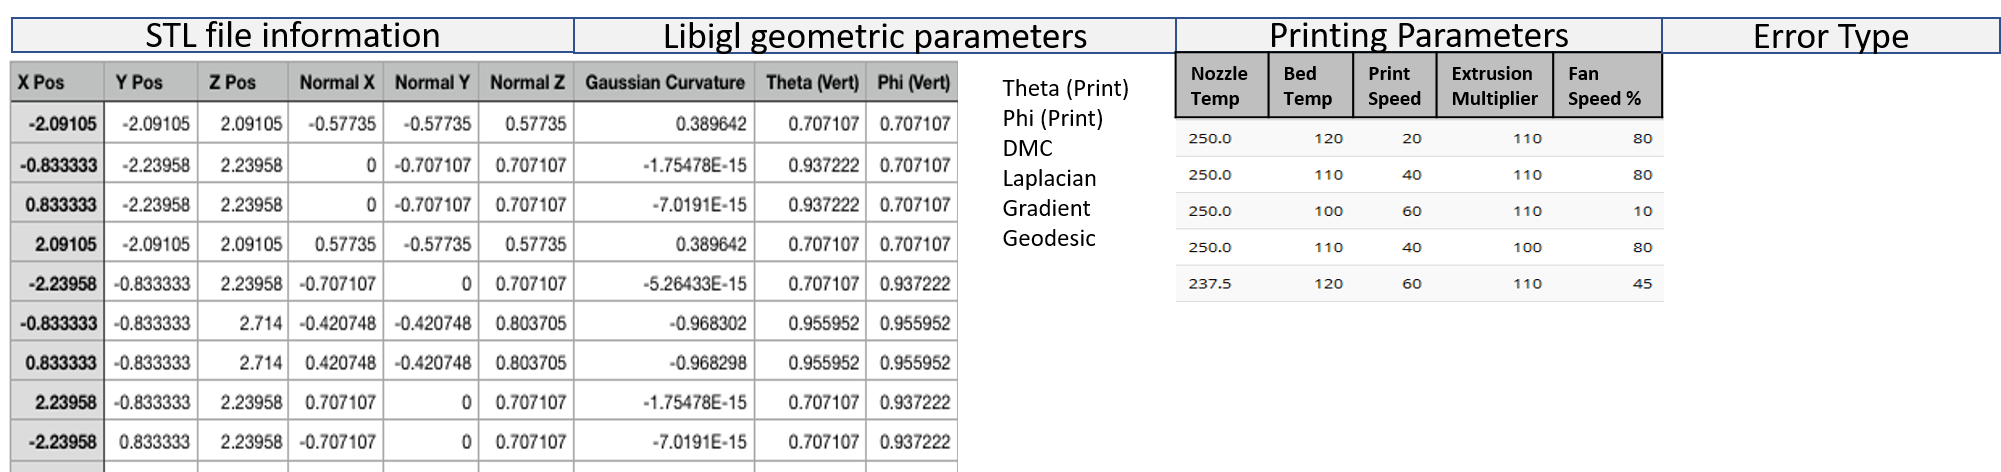 STL file information Libigl geometric parameters Printing Parameters Error Type
X Pos Y Pos Z Pos Normal X Normal Y Normal Z Gaussian Curvature Theta (Vert) Phi (Vert)
-2.09105 -2.09105 2.09105 -0.57735 -0.57735 0.57735 0.389642 0.707107 0.707107
-0.833333 -2.23958 2.23958 0 -0.707107 0.707107 -1.75478E-15 0.937222 0.707107
0.833333 -2.23958 2.23958 0 -0.707107 0.707107 -7.0191E-15 0.937222 0.707107
2.09105 -2.09105 2.09105 0.57735 -0.57735 0.57735 0.389642 0.707107 0.707107
-2.23958 -0.833333 2.23958 -0.707107 0 0.707107 -5.26433E-15 0.707107 0.937222
-0.833333 -0.833333 2.714 -0.420748 -0.420748 0.803705 -0.968302 0.955952 0.955952
0.833333 -0.833333 2.714 0.420748 -0.420748 0.803705 -0.968298 0.955952 0.955952
2.23958 -0.833333 2.23958 0.707107 0 0.707107 -1.75478E-15 0.707107 0.937222
-2.23958 0.833333 2.23958 -0.707107 0 0.707107 -7.0191E-15 0.707107 0.937222
Theta (Print)
Phi (Print)
DMC
Laplacian
Gradient
Geodesic
Nozzle Bed Print Extrusion Fan
Temp Temp Speed Multiplier Speed %
250.0 120 20 110 80
250.0 110 40 110 80
250.0 100 60 110 10
250.0 110 40 100 80
237.5 120 60 110 45